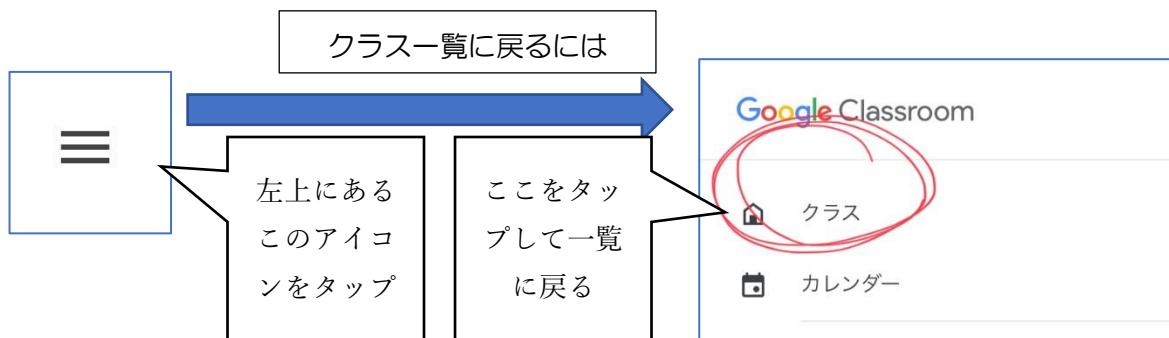 クラス一覧に戻るには
左上にある
このアイコ
ンをタップ
ここをタッ
プして一覧
に戻る
Google Classroom
クラス
カレンダー